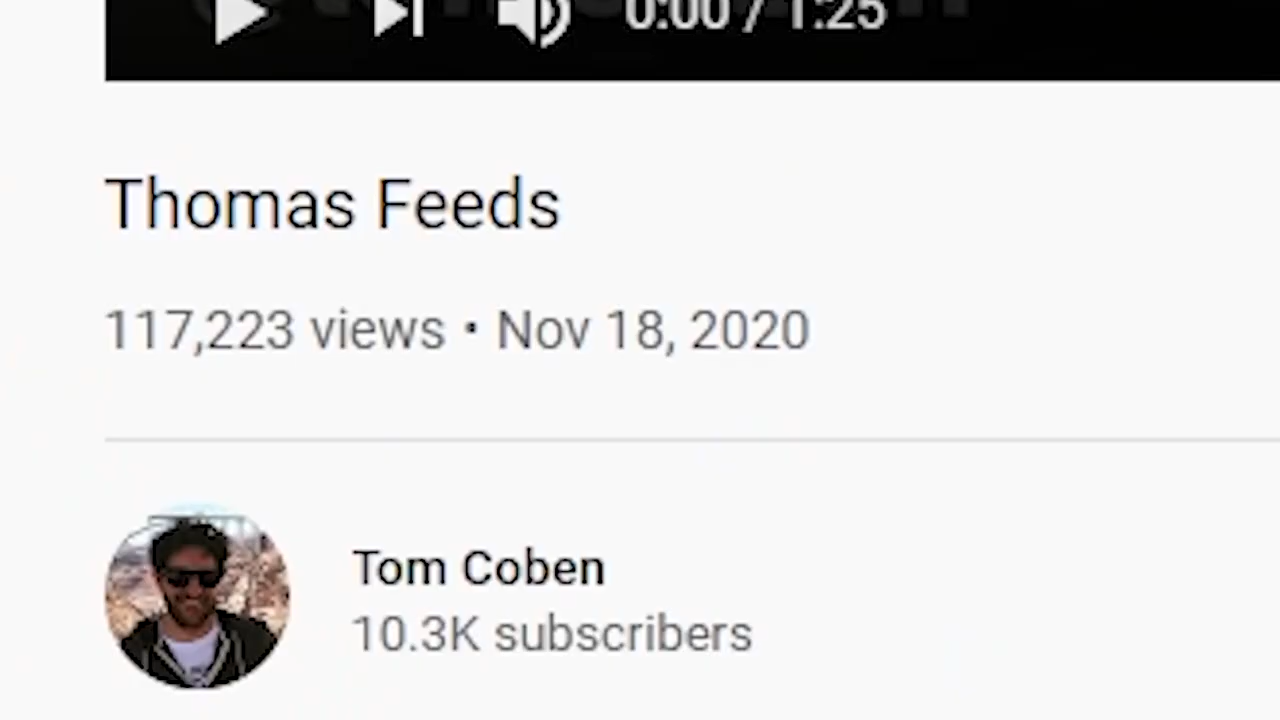 0:00 / 1:25
Thomas Feeds
117,223 views • Nov 18, 2020
Tom Coben
10.3K subscribers